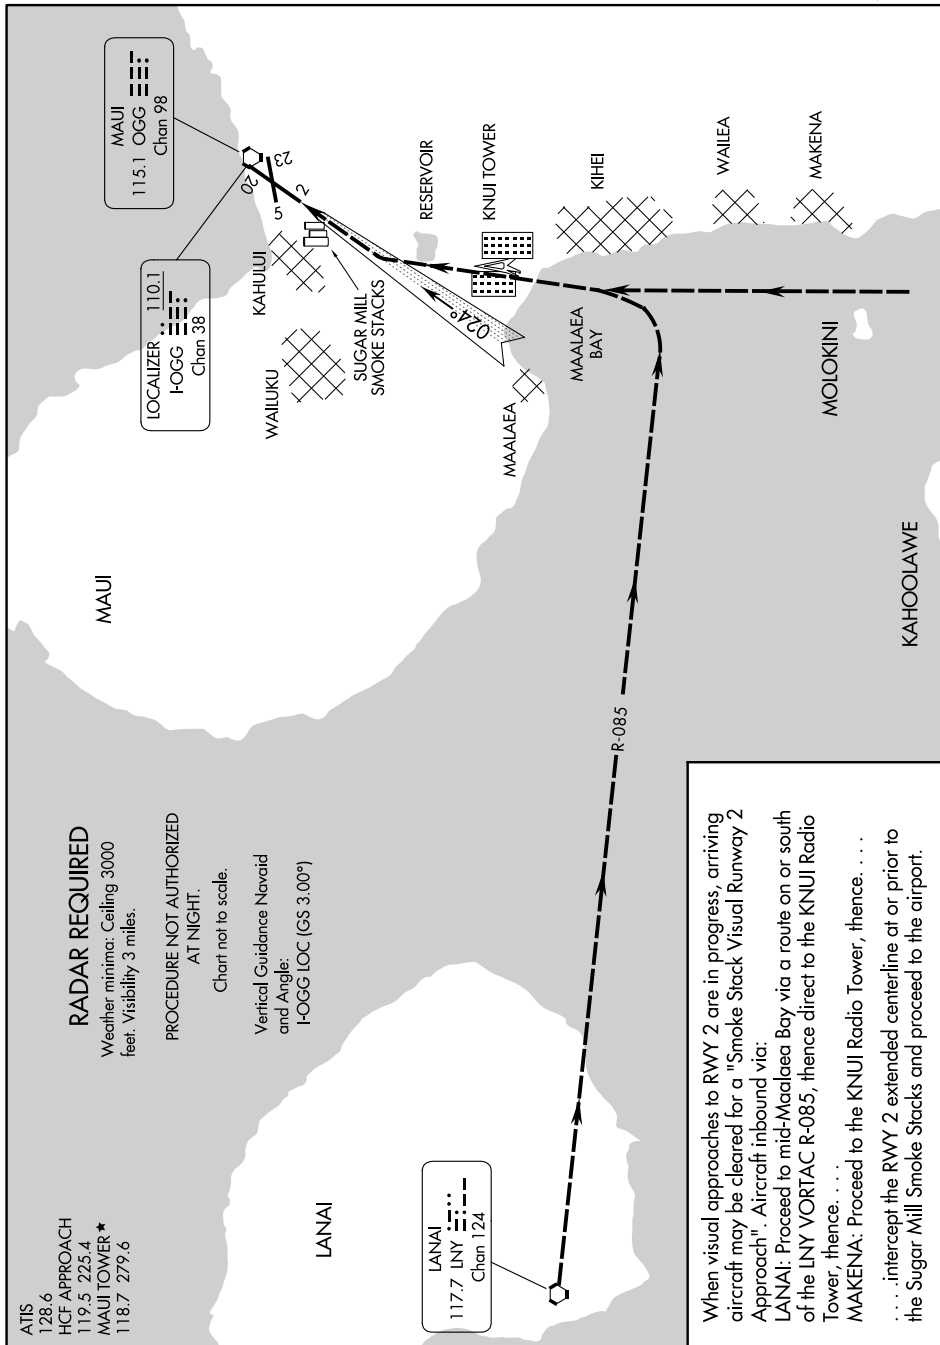 ATIS
128.6
HCF APPROACH
119.5 225.4
MAUI TOWER ★
118.7 279.6
RADAR REQUIRED
Weather minima: Ceiling 3000
feet. Visibility 3 miles.
PROCEDURE NOT AUTHORIZED
AT NIGHT.
Chart not to scale.
Vertical Guidance Navaid
and Angle:
I-OGG LOC (GS 3.00°)
MAUI
LOCALIZER 110.1
I-OGG
Chan 38
MAUI
115.1 OGG
Chan 98
20
23
5
2
KAHULUI
WAILUKU
SUGAR MILL
SMOKE STACKS
RESERVOIR
KNUI TOWER
024°
MAALAEA
MAALAEA
BAY
KIHEI
WAILEA
MAKENA
MOLOKINI
KAHOOLAWE
R-085
LANAI
LANAI
117.7 LNY
Chan 124
When visual approaches to RWY 2 are in progress, arriving
aircraft may be cleared for a "Smoke Stack Visual Runway 2
Approach". Aircraft inbound via:
LANAI: Proceed to mid-Maalaea Bay via a route on or south
of the LNY VORTAC R-085, thence direct to the KNUI Radio
Tower, thence. . . .
MAKENA: Proceed to the KNUI Radio Tower, thence. . . .
. . . .intercept the RWY 2 extended centerline at or prior to
the Sugar Mill Smoke Stacks and proceed to the airport.